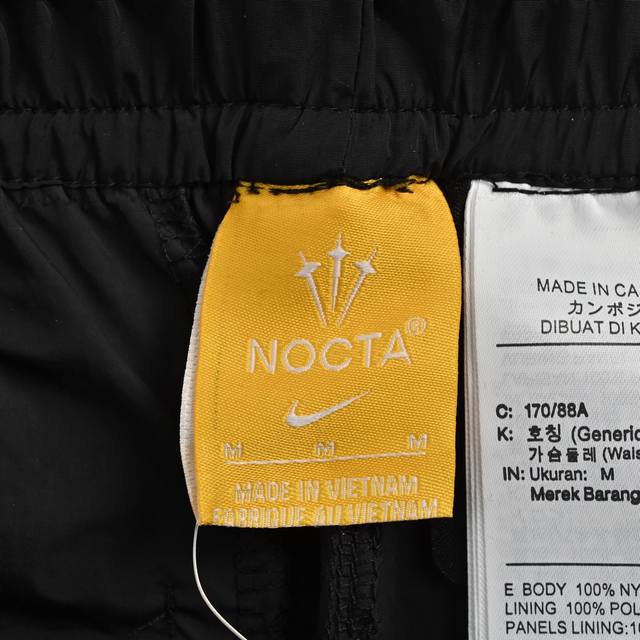 NOCTA®
M M M
MADE IN VIETNAM
FABRIQUE AU VIETNAM
MADE IN CA
カンボジ
DIBUAT DI K
C: 170/88A
K: 호칭 (Generic
가슴둘레 (Wais
IN: Ukuran: M
Merek Barang
E BODY 100% NY
LINING 100% POL
PANELS LINING:10